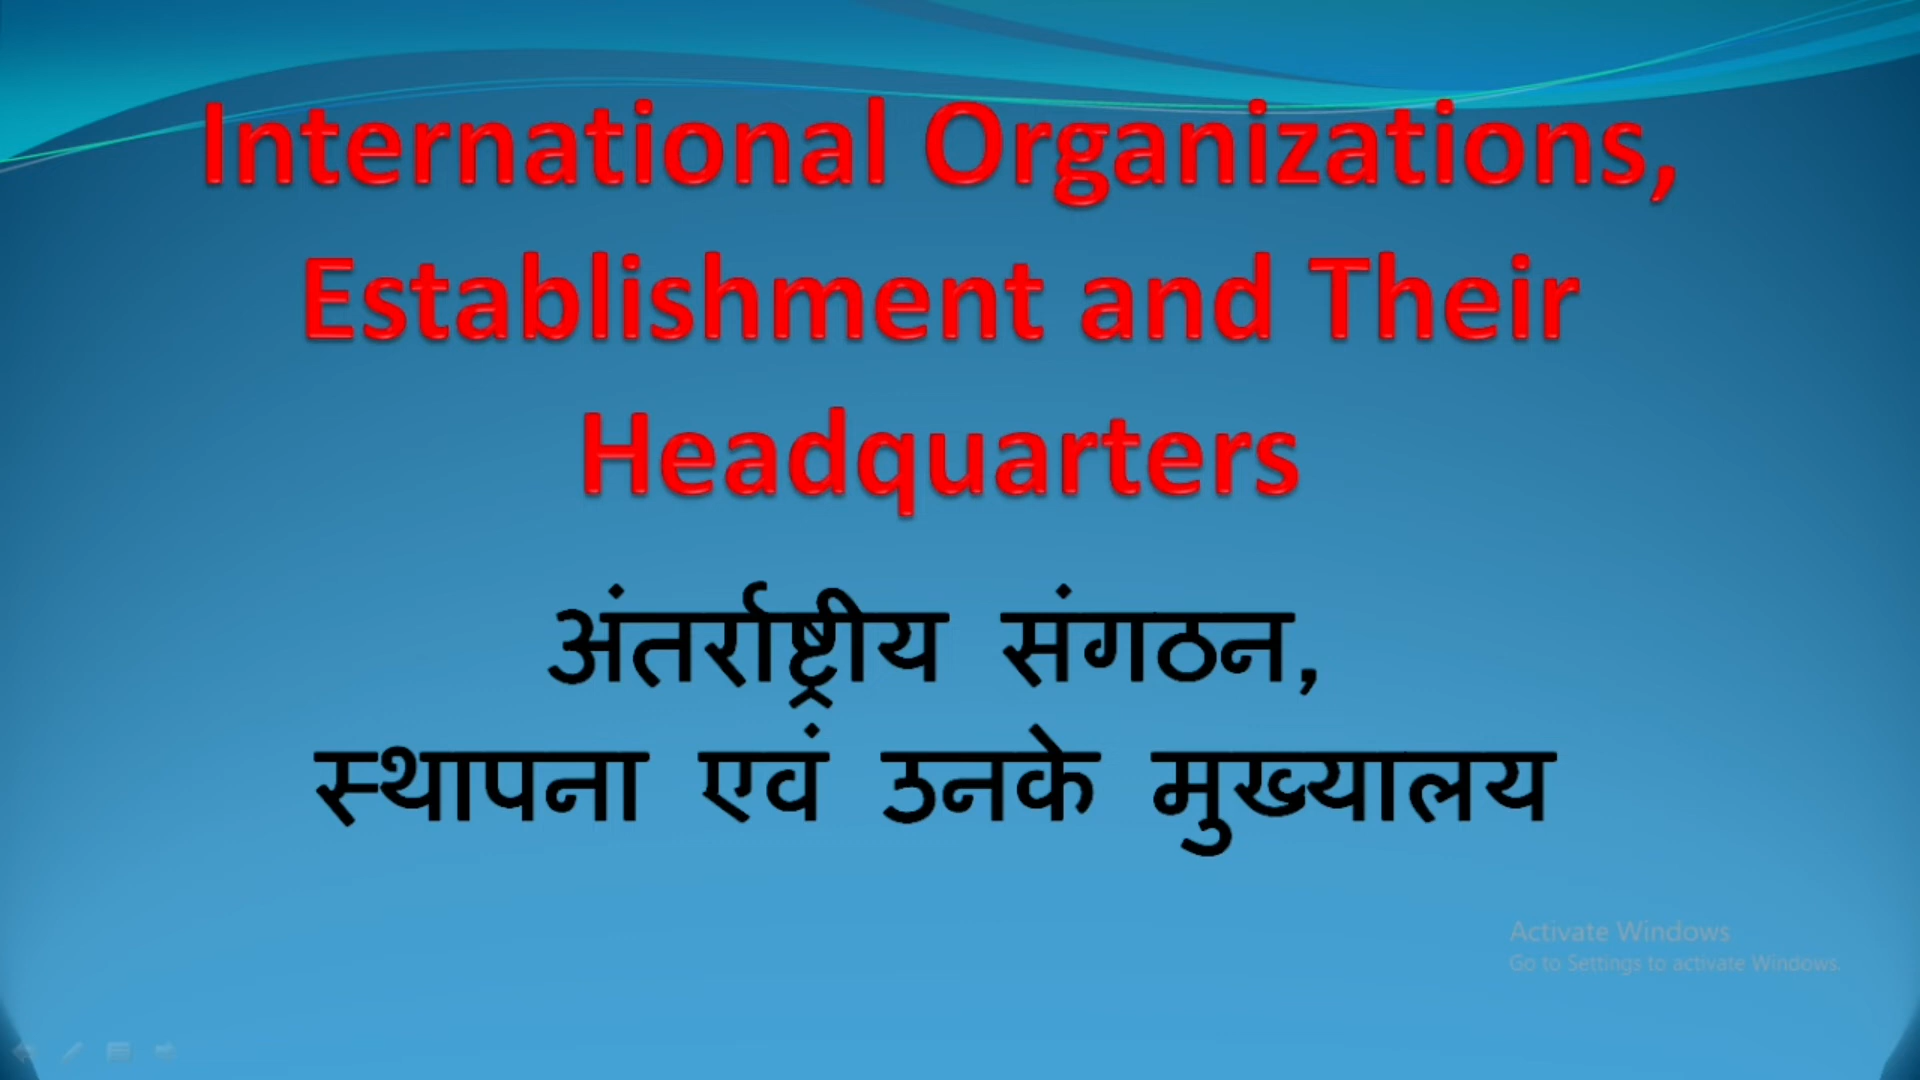 International Organizations,
Establishment and Their
Headquarters
अंतर्राष्ट्रीय संगठन,
स्थापना एवं उनके मुख्यालय
Activate Windows
Go to Settings to activate Windows.